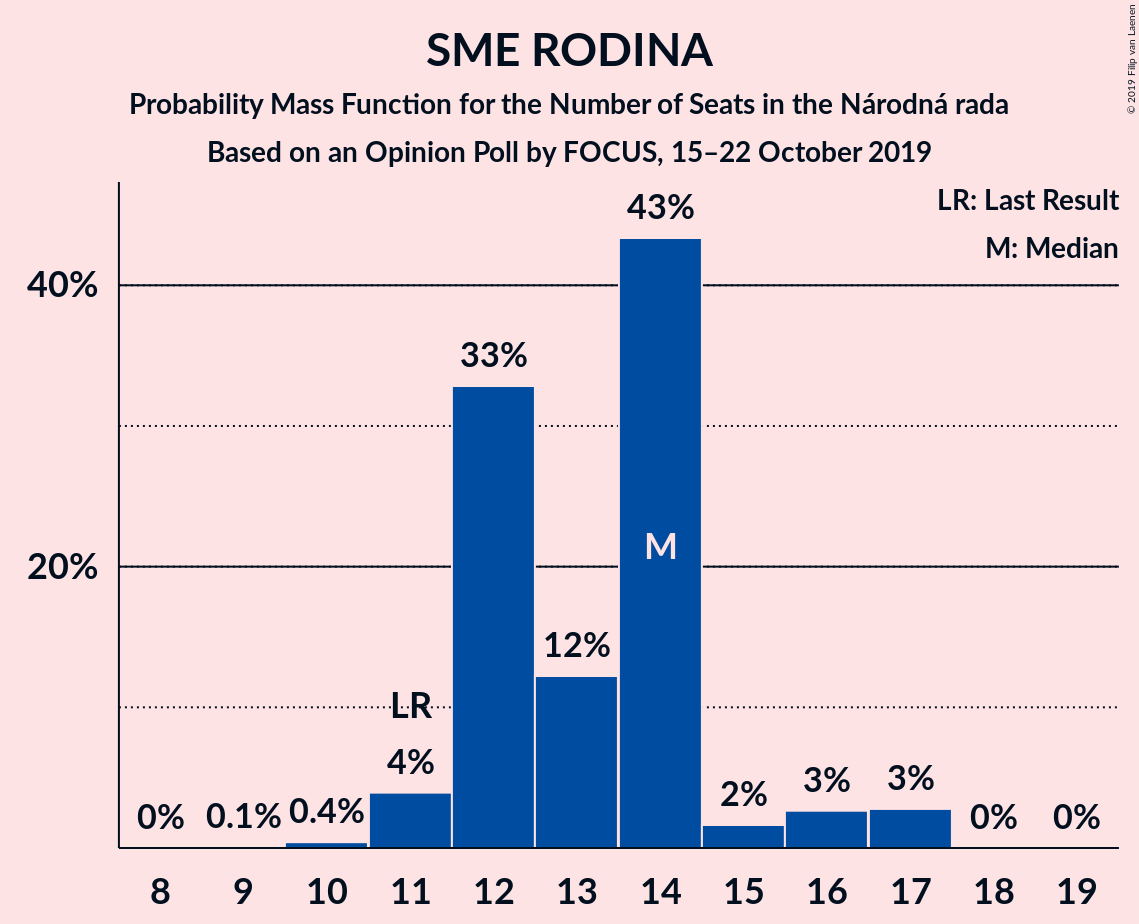 SME RODINA
Probability Mass Function for the Number of Seats in the Národná rada
Based on an Opinion Poll by FOCUS, 15–22 October 2019
© 2019 Filip van Laenen
LR: Last Result
M: Median
40%
20%
0%
0.1%
0.4%
LR
4%
33%
12%
43%
M
2%
3%
3%
0%
0%
8 9 10 11 12 13 14 15 16 17 18 19